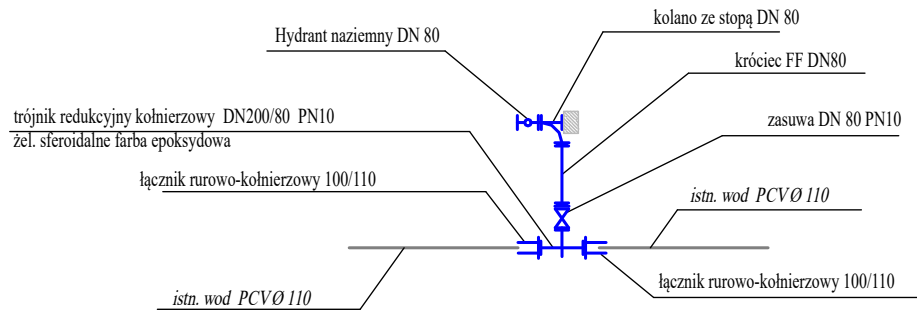 kolano ze stopą DN 80
Hydrant naziemny DN 80
króciec FF DN80
trójnik redukcyjny kołnierzowy DN200/80 PN10
żel. sferoidalne farba epoksydowa
zasuwa DN 80 PN10
łącznik rurowo-kołnierzowy 100/110
istn. wod PCVØ 110
łącznik rurowo-kołnierzowy 100/110
istn. wod PCVØ 110